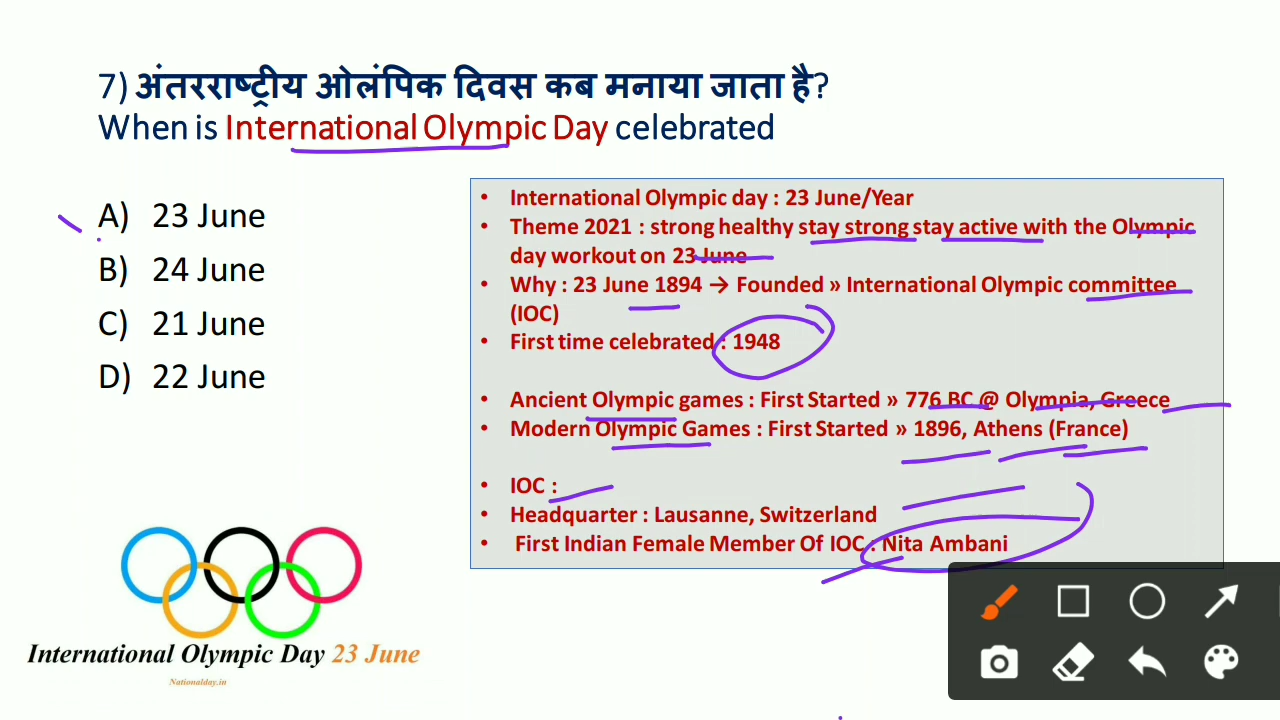 7) अंतरराष्ट्रीय ओलंपिक दिवस कब मनाया जाता है?
When is International Olympic Day celebrated
A) 23 June
B) 24 June
C) 21 June
D) 22 June
• International Olympic day : 23 June/Year
• Theme 2021 : strong healthy stay strong stay active with the Olympic
day workout on 23 June
• Why : 23 June 1894 → Founded » International Olympic committee
(IOC)
• First time celebrated : 1948
• Ancient Olympic games : First Started » 776 BC @ Olympia, Greece
• Modern Olympic Games : First Started » 1896, Athens (France)
• IOC :
• Headquarter : Lausanne, Switzerland
• First Indian Female Member Of IOC : Nita Ambani
International Olympic Day 23 June
Nationalday.in